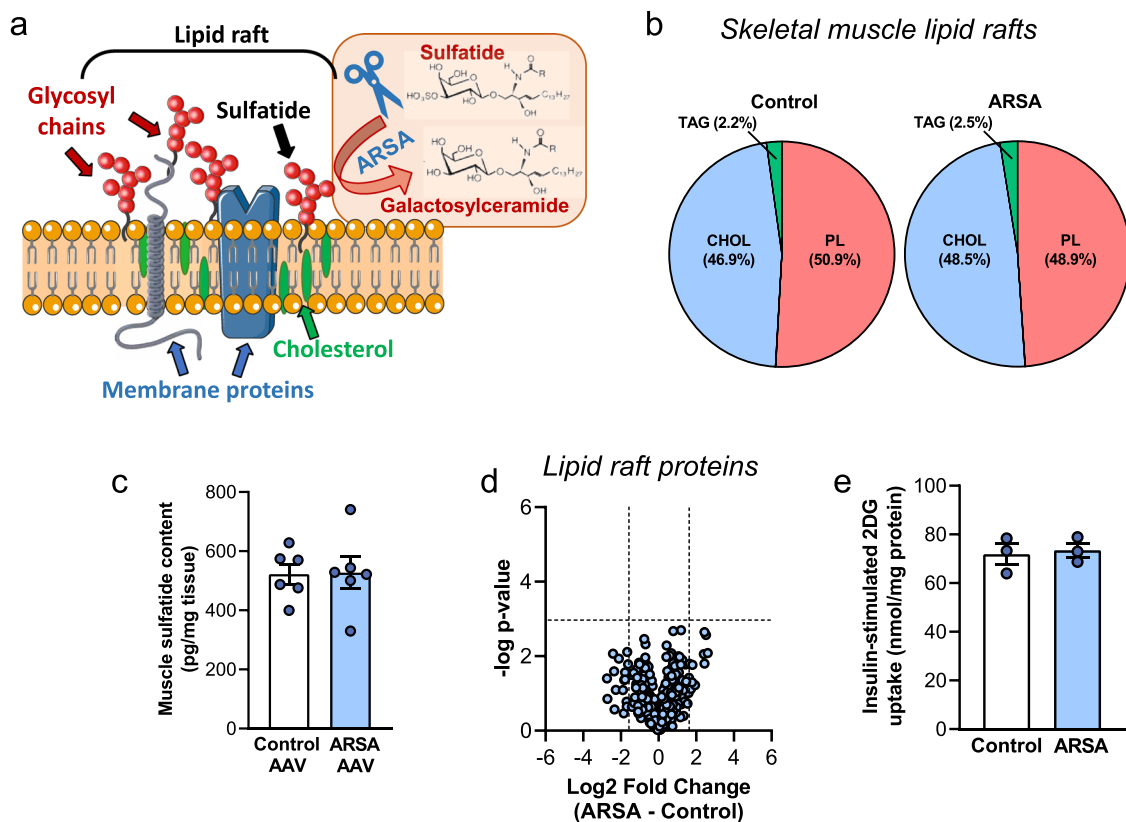 a
Lipid raft
Glycosyl
chains
Sulfatide
Sulfatide
ARSA
Galactosylceramide
Cholesterol
Membrane proteins
b
Skeletal muscle lipid rafts
Control
ARSA
TAG (2.2%)
TAG (2.5%)
CHOL
(46.9%)
PL
(50.9%)
CHOL
(48.5%)
PL
(48.9%)
c
Muscle sulfatide content
(pg/mg tissue)
800
600
400
200
0
Control
AAV
ARSA
AAV
d
Lipid raft proteins
-log p-value
6
4
2
0
-6 -4 -2 0 2 4 6
Log2 Fold Change
(ARSA - Control)
e
Insulin-stimulated 2DG
uptake (nmol/mg protein)
100
80
60
40
20
0
Control ARSA